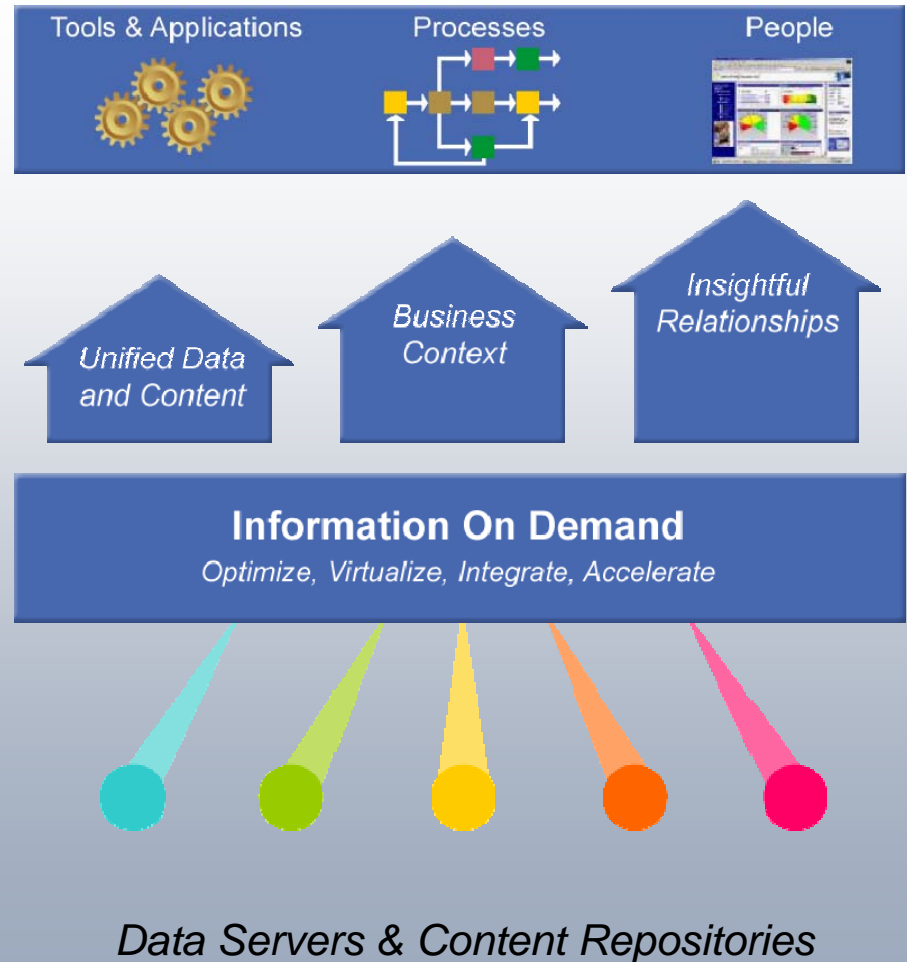 Tools & Applications
Processes
People
Unified Data
and Content
Business
Context
Insightful
Relationships
Information On Demand
Optimize, Virtualize, Integrate, Accelerate
Data Servers & Content Repositories